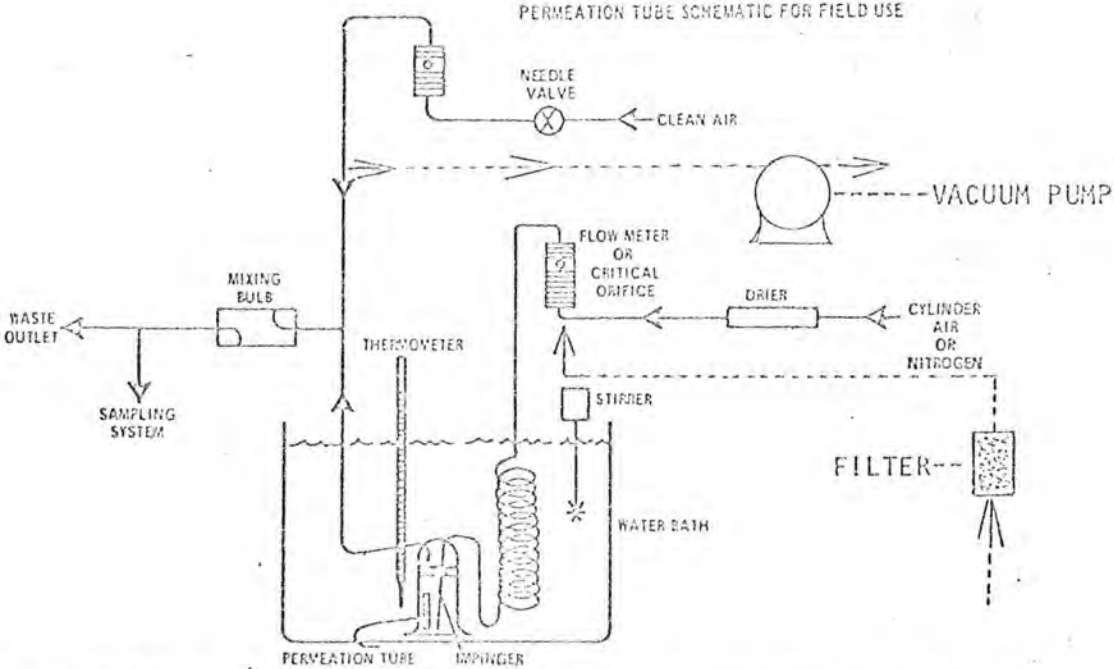 PERMEATION TUBE SCHEMATIC FOR FIELD USE
NEEDLE
VALVE
CLEAN AIR
VACUUM PUMP
FLOW METER
OR
CRITICAL
ORIFICE
MIXING
BULB
DRIER
WASTE
OUTLET
CYLINDER
AIR
OR
NITROGEN
THERMOMETER
STIRRER
SAMPLING
SYSTEM
FILTER
WATER BATH
PERMEATION TUBE
IMPINGER